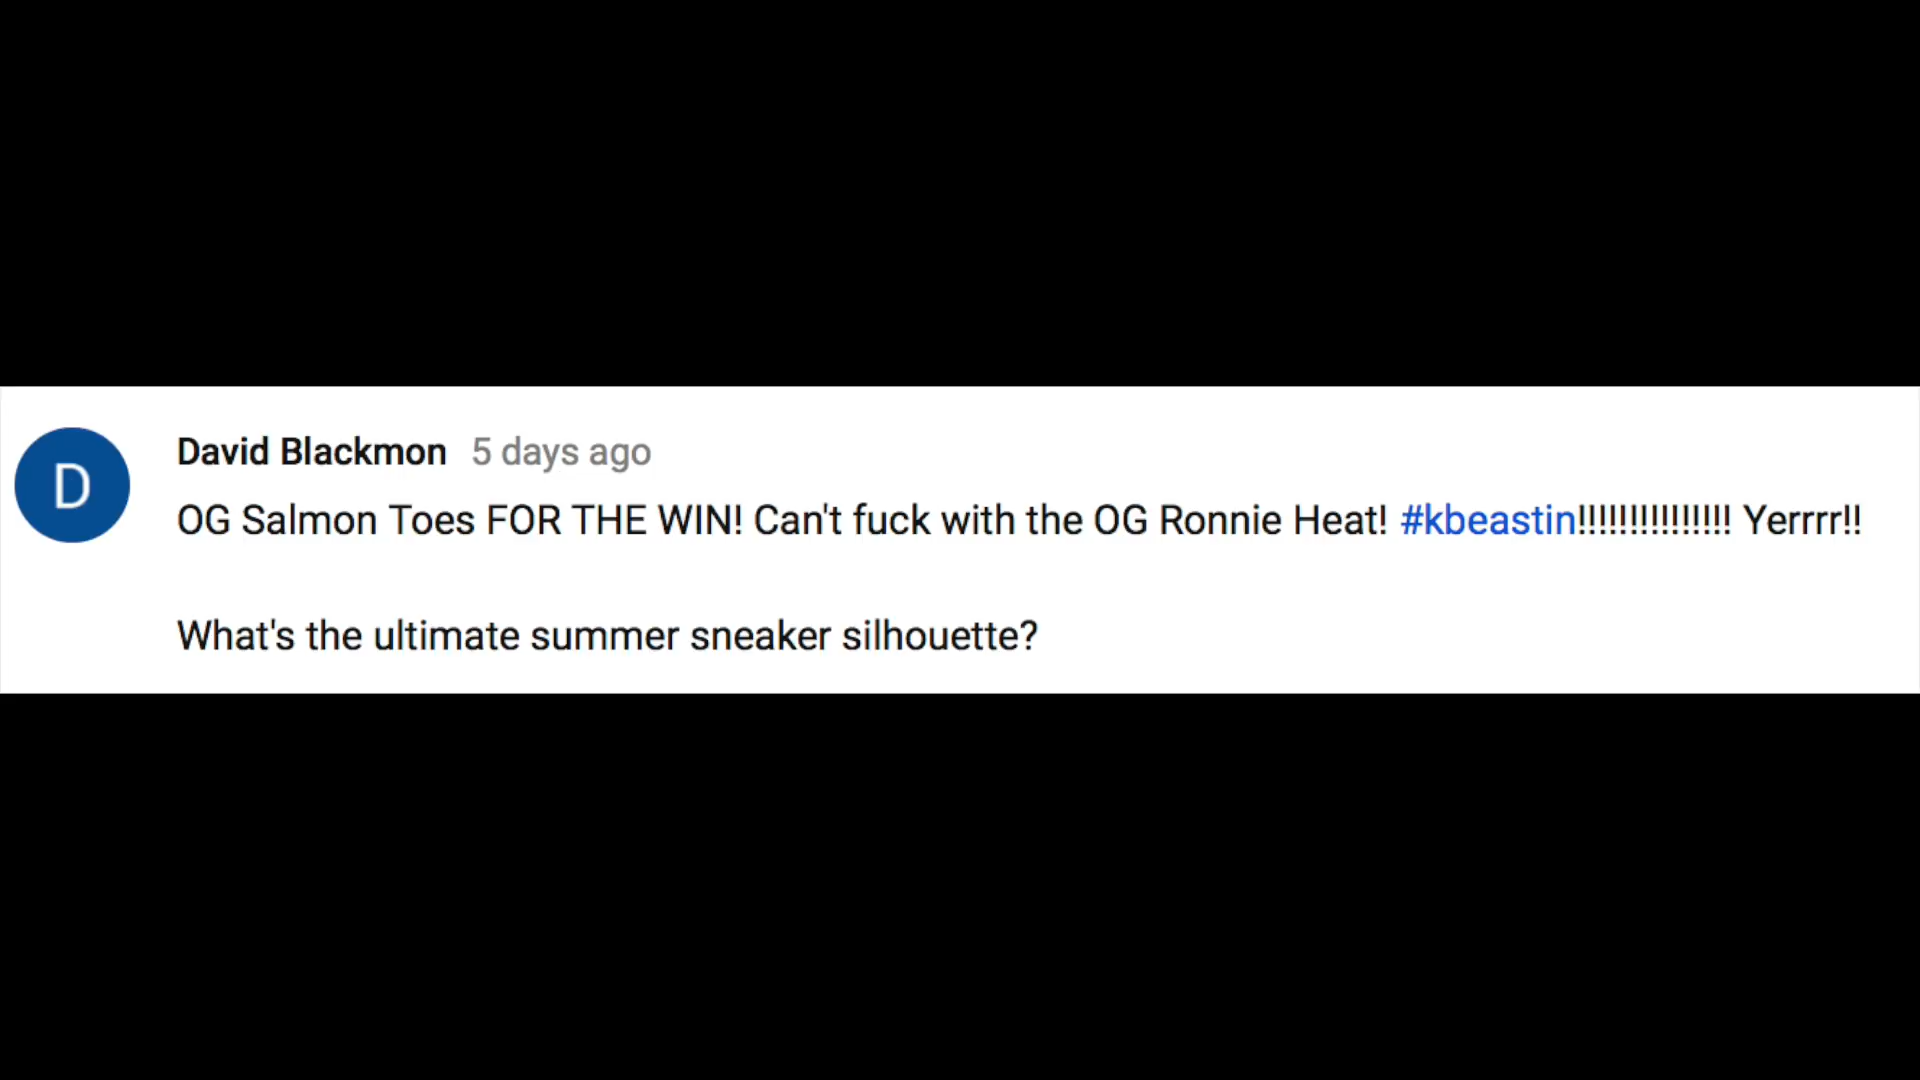 D
David Blackmon 5 days ago
OG Salmon Toes FOR THE WIN! Can't fuck with the OG Ronnie Heat! #kbeastin!!!!!!!!!!!!!!! Yerrrr!!
What's the ultimate summer sneaker silhouette?